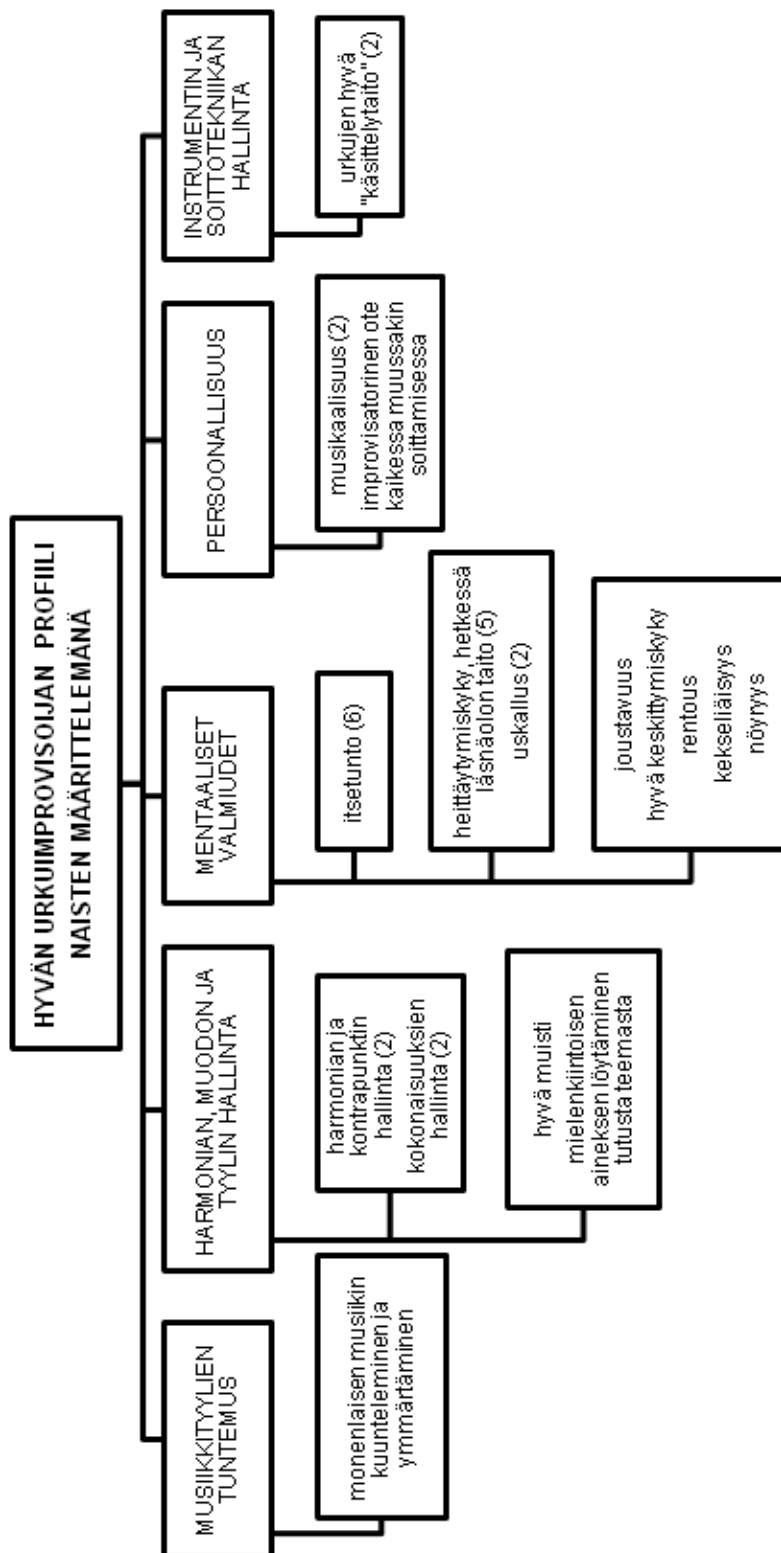 HYVÄN URKUIMPROVISOIJAN PROFIILI
NAISTEN MÄÄRITTELEMÄNÄ
MUSIIKKITYYLIEN
TUNTEMUS
monenlaisen musiikin
kuunteleminen ja
ymmärtäminen
HARMONIAN, MUODON JA
TYYLIN HALLINTA
harmonian ja
kontrapunktin
hallinta (2)
kokonaisuuksien
hallinta (2)
hyvä muisti
mielenkiintoisen
aineksen löytäminen
tutusta teemasta
MENTAALISET
VALMIUDET
itsetunto (6)
heittäytymiskyky, hetkessä
läsnäolon taito (5)
uskallus (2)
joustavuus
hyvä keskittymiskyky
rentous
kekseliäisyys
nöyryys
PERSOONALLISUUS
musikaalisuus (2)
improvisatorinen ote
kaikessa muussakin
soittamisessa
INSTRUMENTIN JA
SOITTOTEKNIIKAN
HALLINTA
urkujen hyvä
"käsittelytaito" (2)